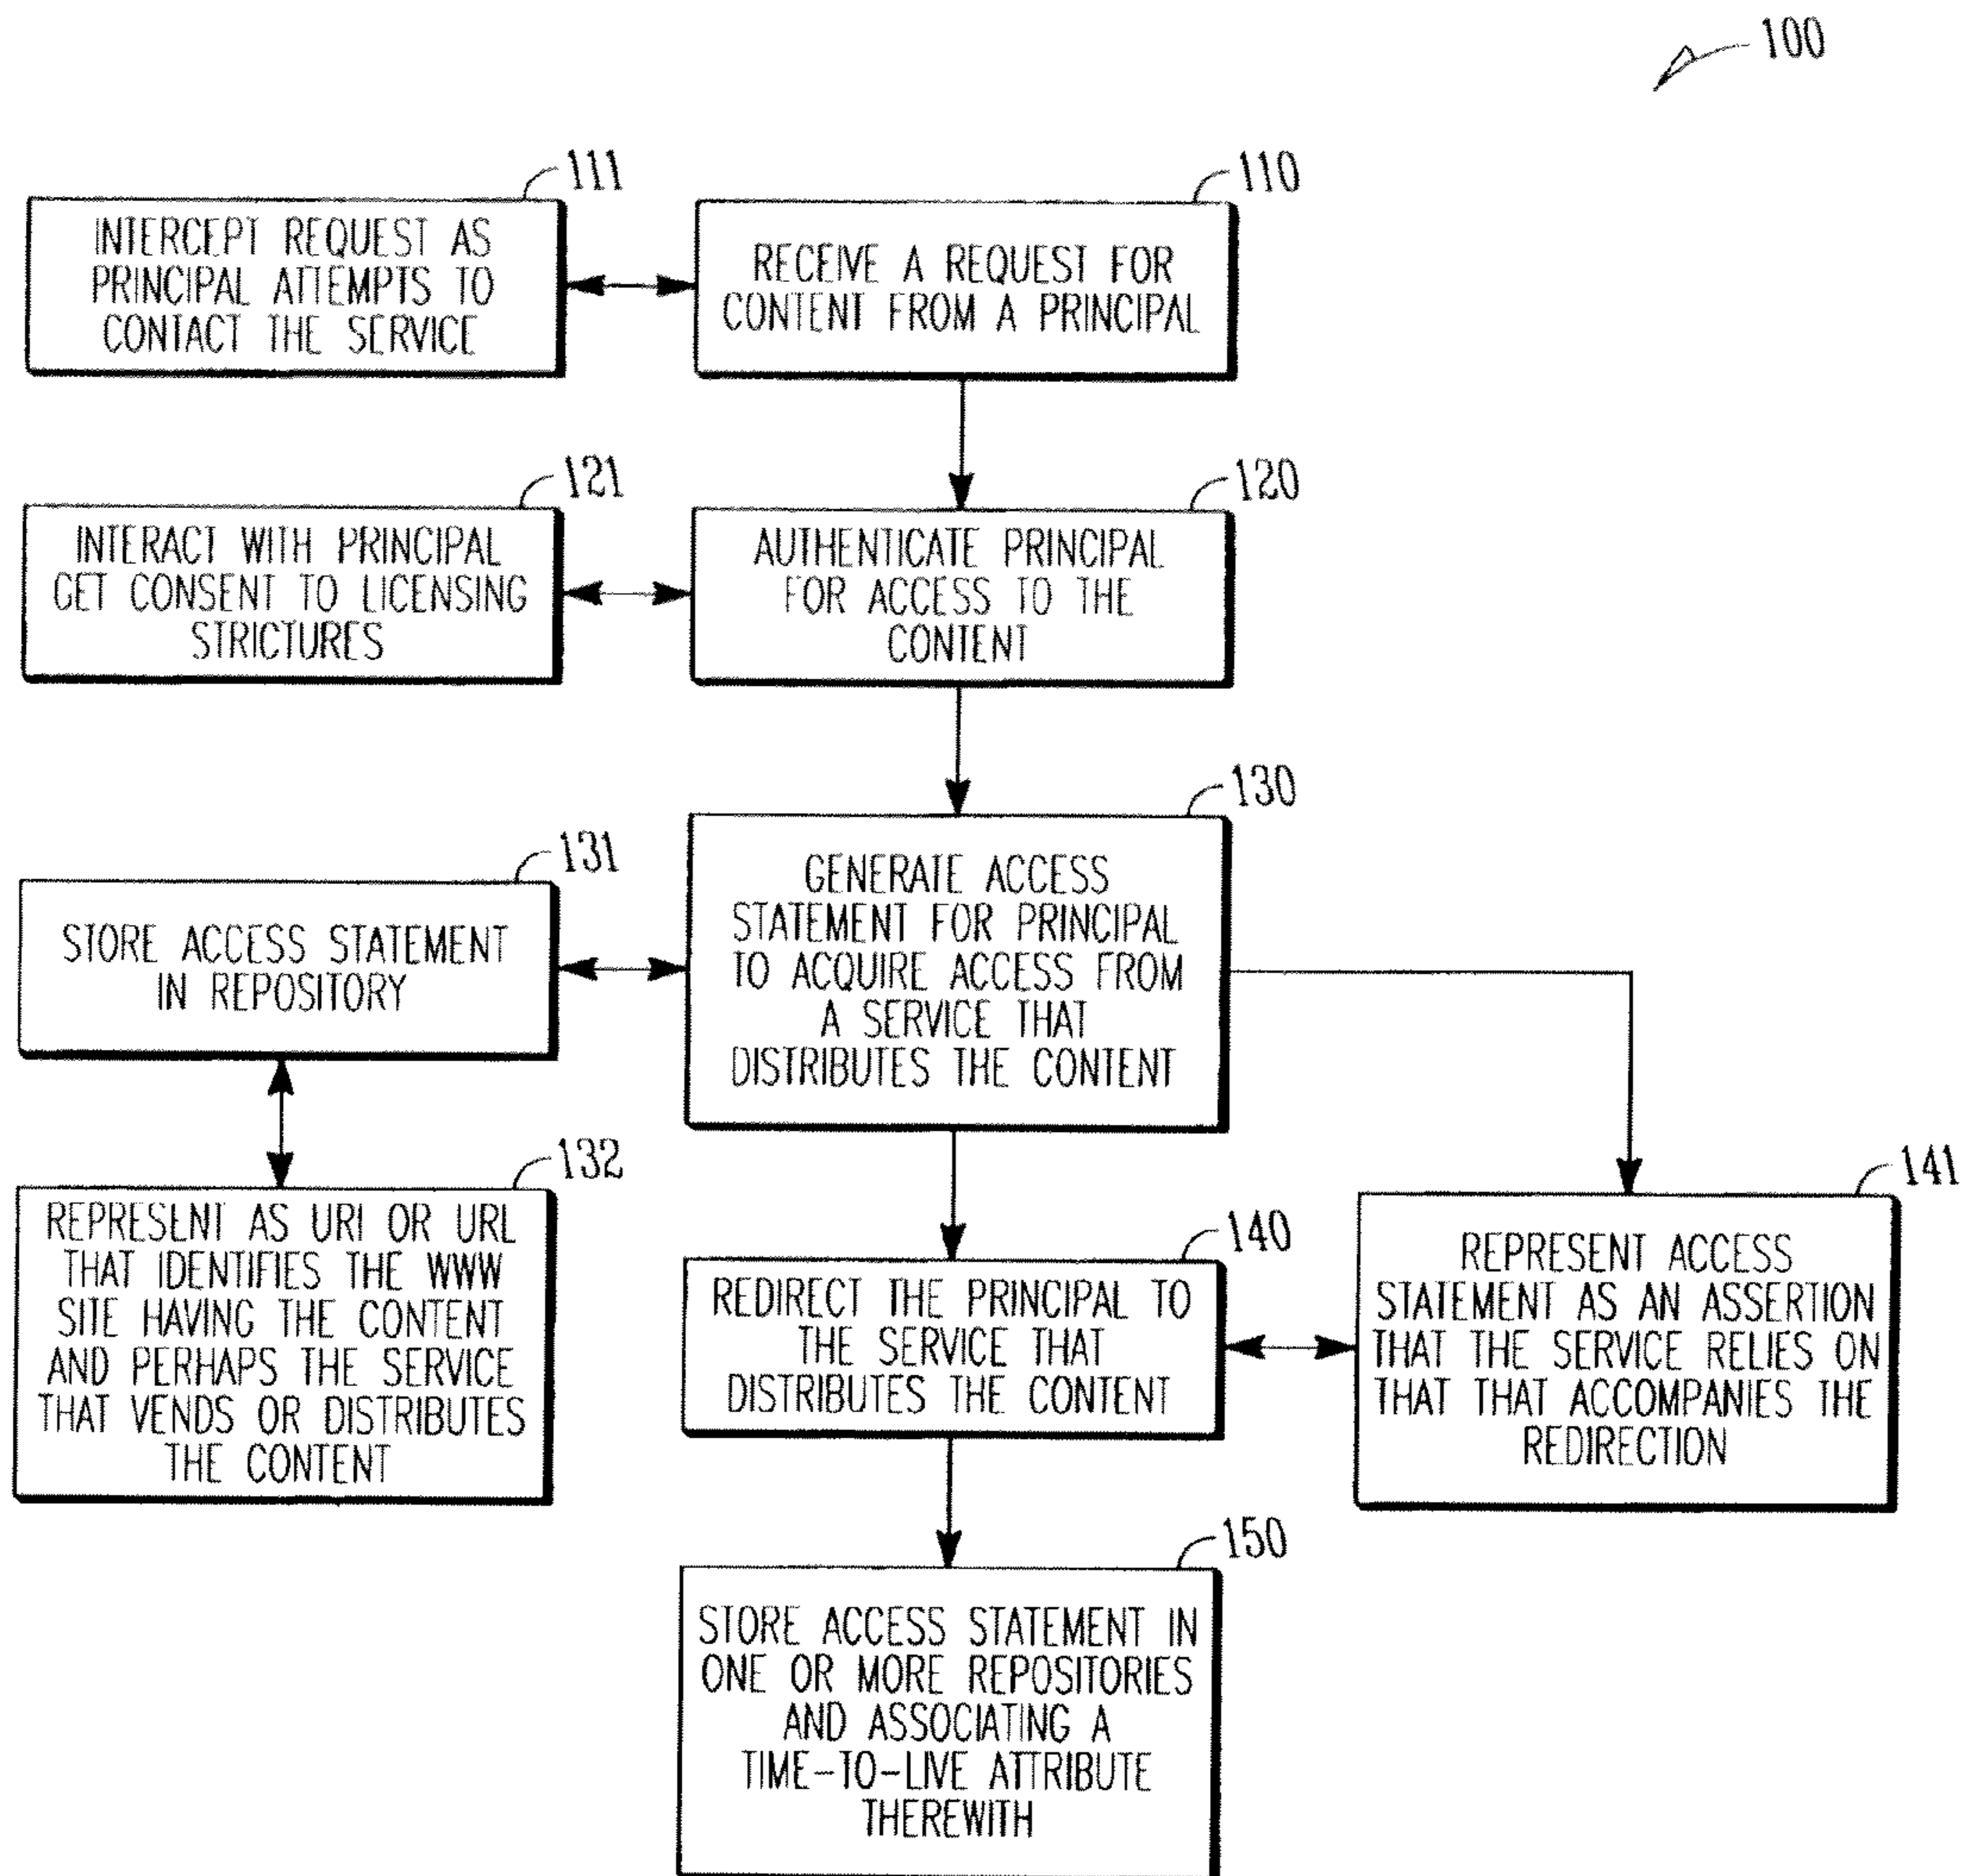 100
111
INTERCEPT REQUEST AS
PRINCIPAL ATTEMPTS TO
CONTACT THE SERVICE
110
RECEIVE A REQUEST FOR
CONTENT FROM A PRINCIPAL
121
INTERACT WITH PRINCIPAL
GET CONSENT TO LICENSING
STRICTURES
120
AUTHENTICATE PRINCIPAL
FOR ACCESS TO THE
CONTENT
130
GENERATE ACCESS
STATEMENT FOR PRINCIPAL
TO ACQUIRE ACCESS FROM
A SERVICE THAT
DISTRIBUTES THE CONTENT
131
STORE ACCESS STATEMENT
IN REPOSITORY
132
REPRESENT AS URI OR URL
THAT IDENTIFIES THE WWW
SITE HAVING THE CONTENT
AND PERHAPS THE SERVICE
THAT VENDS OR DISTRIBUTES
THE CONTENT
140
REDIRECT THE PRINCIPAL TO
THE SERVICE THAT
DISTRIBUTES THE CONTENT
141
REPRESENT ACCESS
STATEMENT AS AN ASSERTION
THAT THE SERVICE RELIES ON
THAT THAT ACCOMPANIES THE
REDIRECTION
150
STORE ACCESS STATEMENT IN
ONE OR MORE REPOSITORIES
AND ASSOCIATING A
TIME-TO-LIVE ATTRIBUTE
THEREWITH